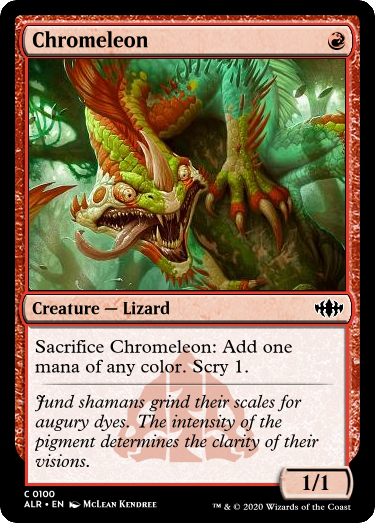 Chromeleon
Creature — Lizard
Sacrifice Chromeleon: Add one
mana of any color. Scry 1.
Jund shamans grind their scales for
augury dyes. The intensity of the
pigment determines the clarity of their
visions.
1/1
C 0100
ALR • EN McLean Kendree
™ & © 2020 Wizards of the Coast